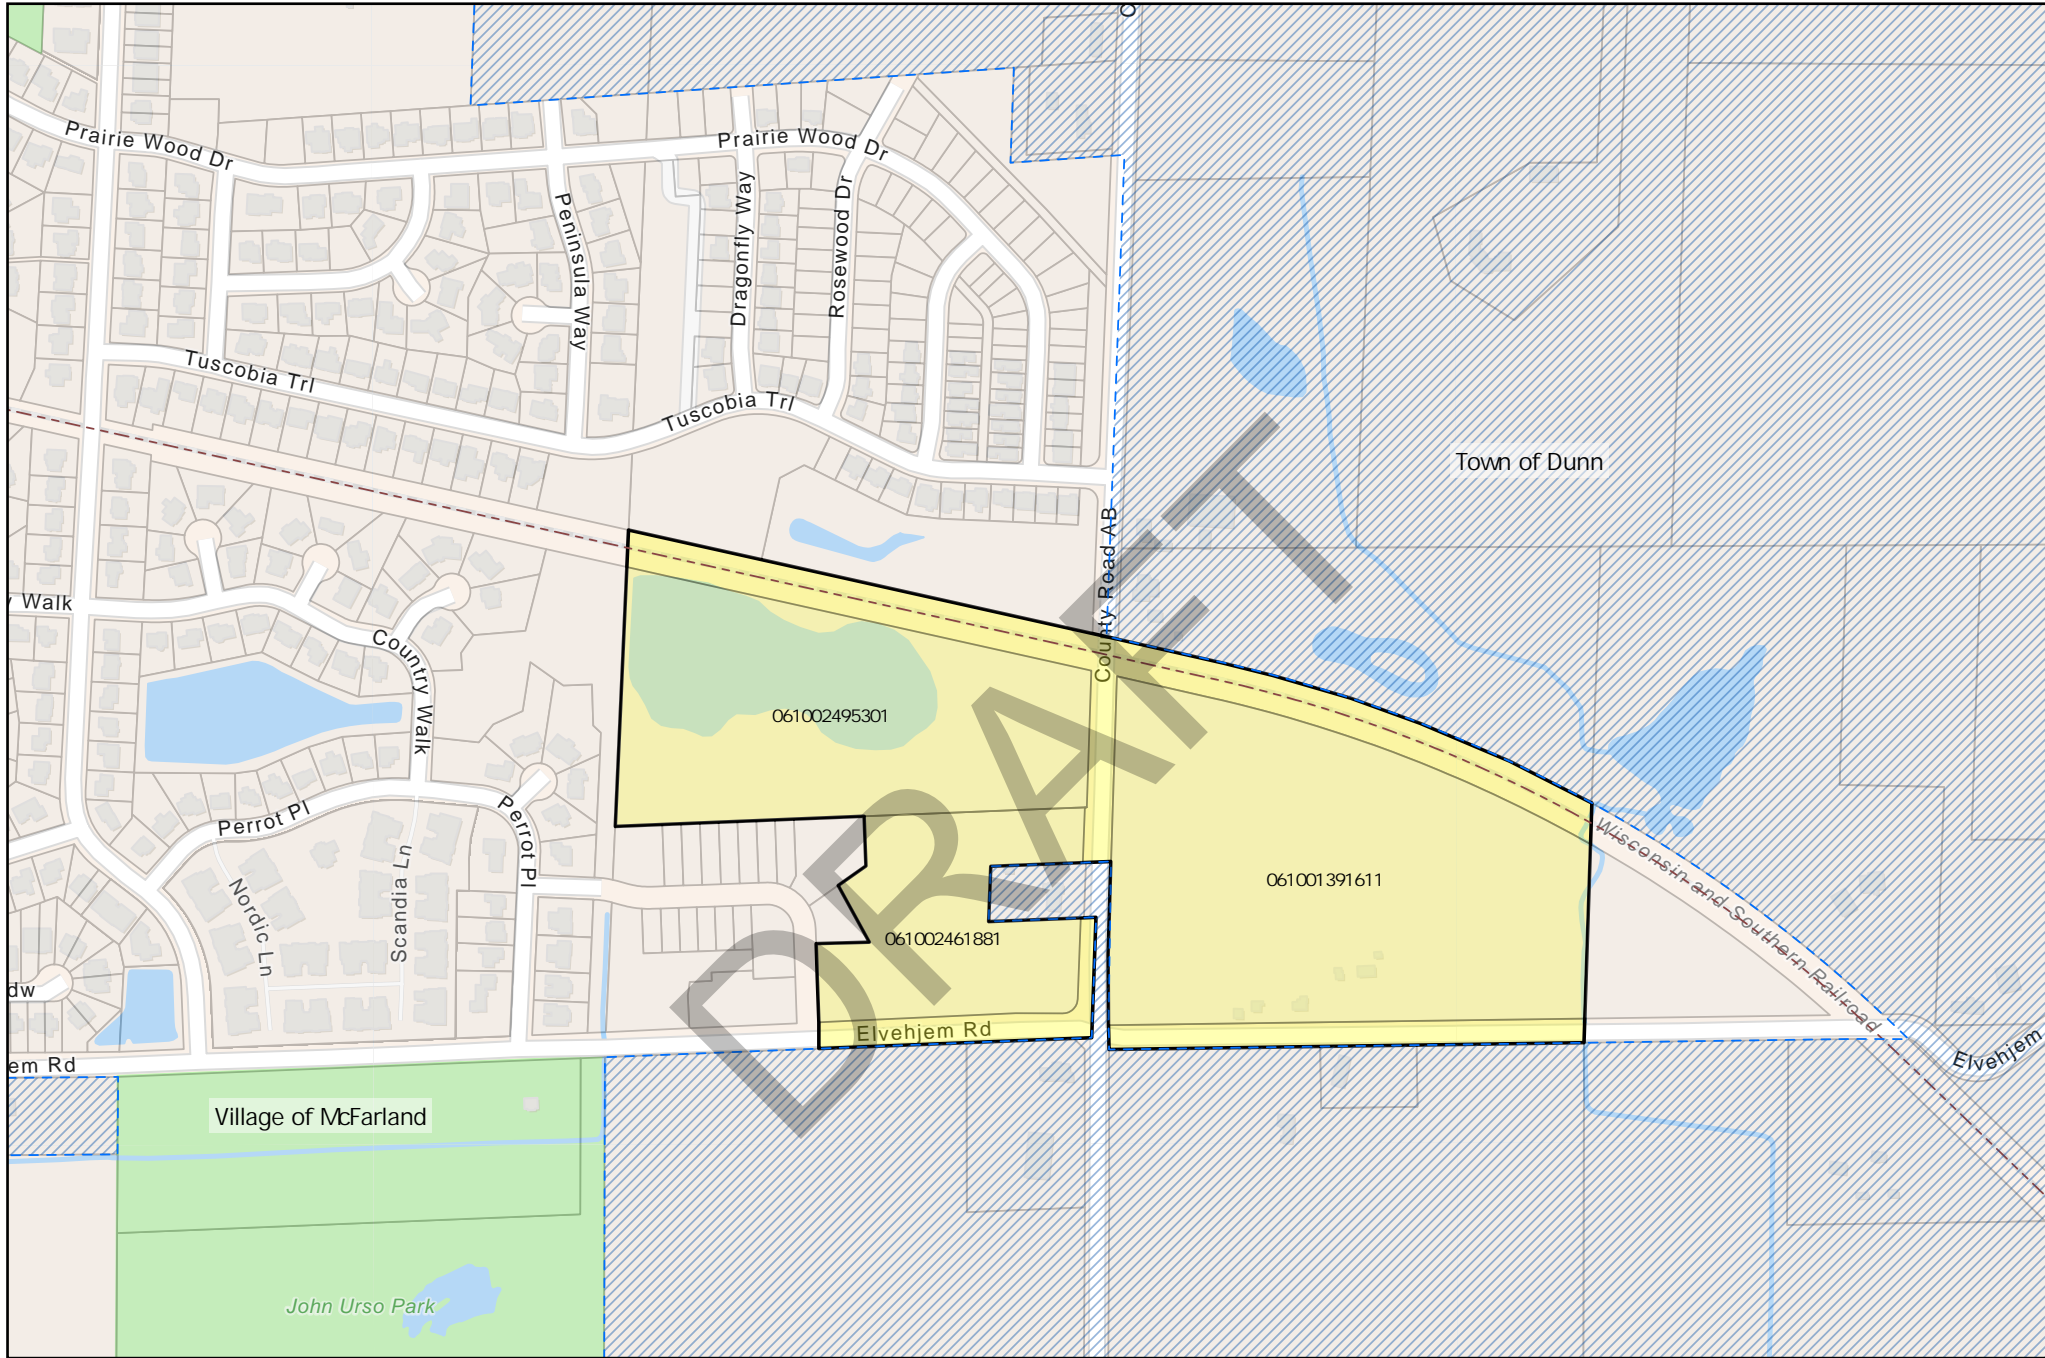 C
Prairie Wood Dr
Prairie Wood Dr
Peninsula Way
Dragonfly Way
Rosewood Dr
Tuscobia Trl
Tuscobia Trl
Town of Dunn
County Road AB
y Walk
Country Walk
061002495301
Perrot Pl
Perrot Pl
Nordic Ln
Scandia Ln
061001391611
Wisconsin and Southern Railroad
061002461881
dw
Elvehjem Rd
Elvehjem
em Rd
Village of McFarland
John Urso Park
DRAFT